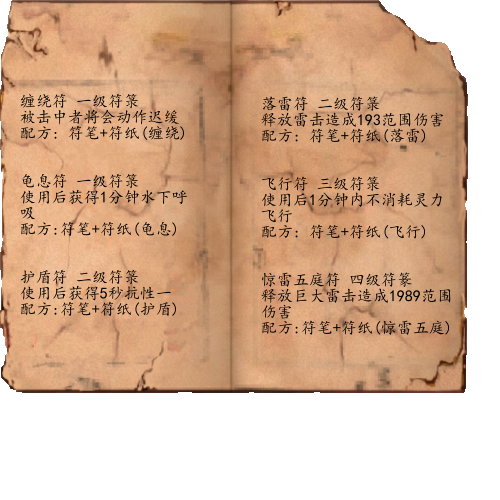 缠绕符 一级符箓
被击中者将会动作迟缓
配方: 符笔+符纸(缠绕)
龟息符 一级符箓
使用后获得1分钟水下呼
吸
配方:符笔+符纸(龟息)
护盾符 二级符箓
使用后获得5秒抗性一
配方:符笔+符纸(护盾)
落雷符 二级符箓
释放雷击造成193范围伤害
配方: 符笔+符纸(落雷)
飞行符 三级符箓
使用后1分钟内不消耗灵力
飞行
配方: 符笔+符纸(飞行)
惊雷五庭符 四级符篆
释放巨大雷击造成1989范围
伤害
配方:符笔+符纸(惊雷五庭)